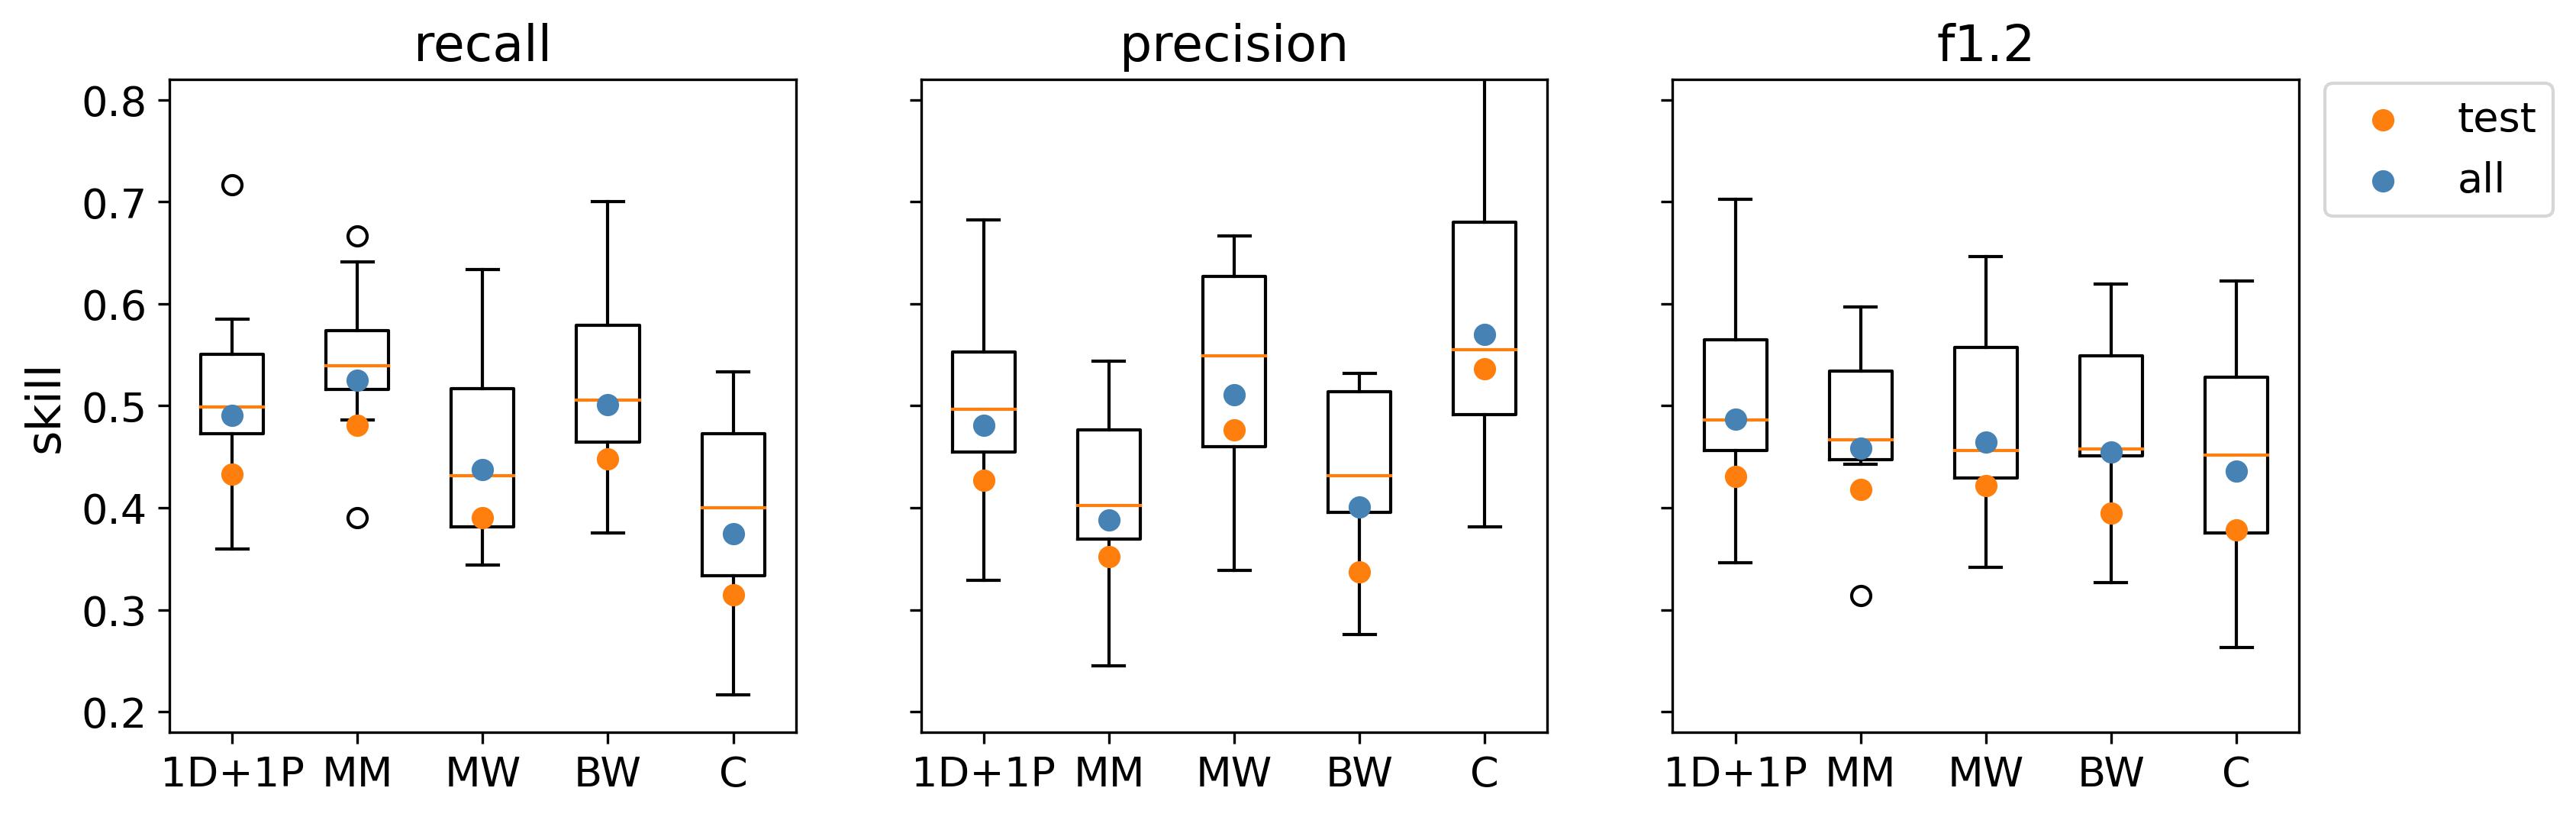 recall
precision
f1.2
skill
0.8
0.7
0.6
0.5
0.4
0.3
0.2
1D+1P MM MW BW C
1D+1P MM MW BW C
1D+1P MM MW BW C
test
all